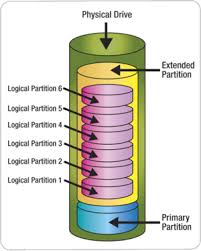 Physical Drive
Extended
Partition
Logical Partition 6
Logical Partition 5
Logical Partition 4
Logical Partition 3
Logical Partition 2
Logical Partition 1
Primary
Partition